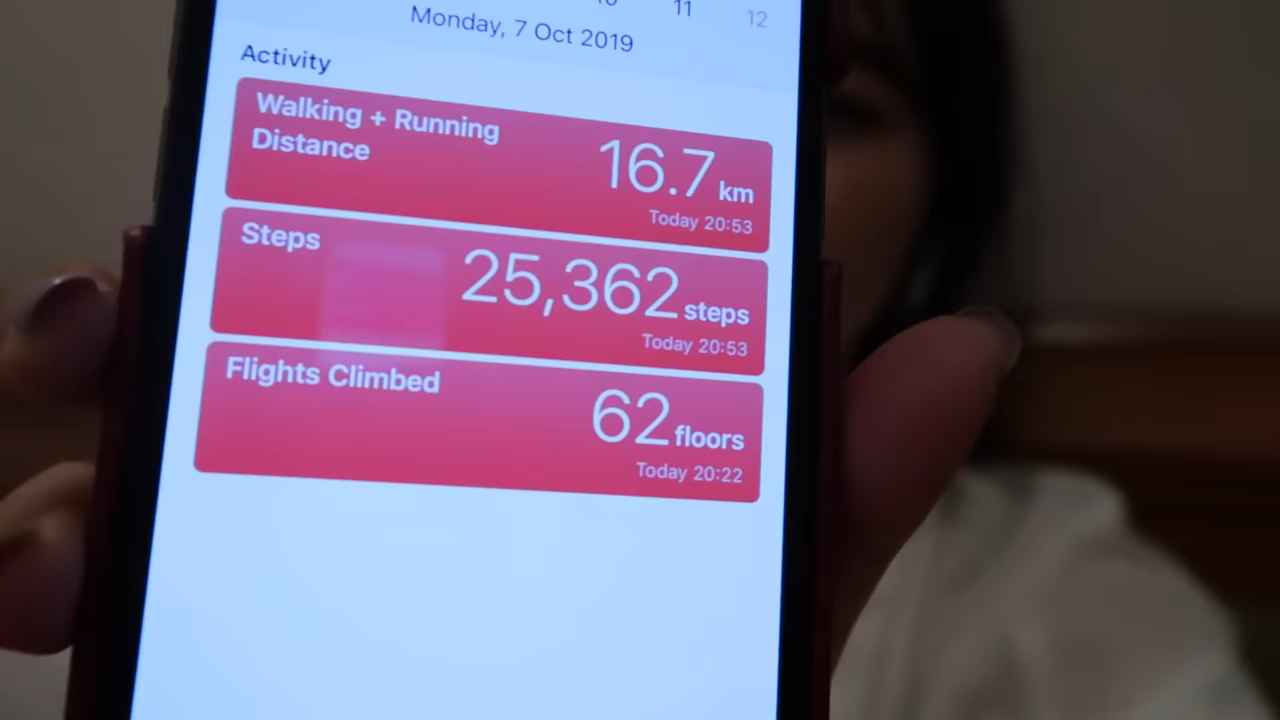 11 12
Monday, 7 Oct 2019
Activity
Walking + Running
Distance
16.7 km
Today 20:53
Steps
25,362 steps
Today 20:53
Flights Climbed
62 floors
Today 20:22